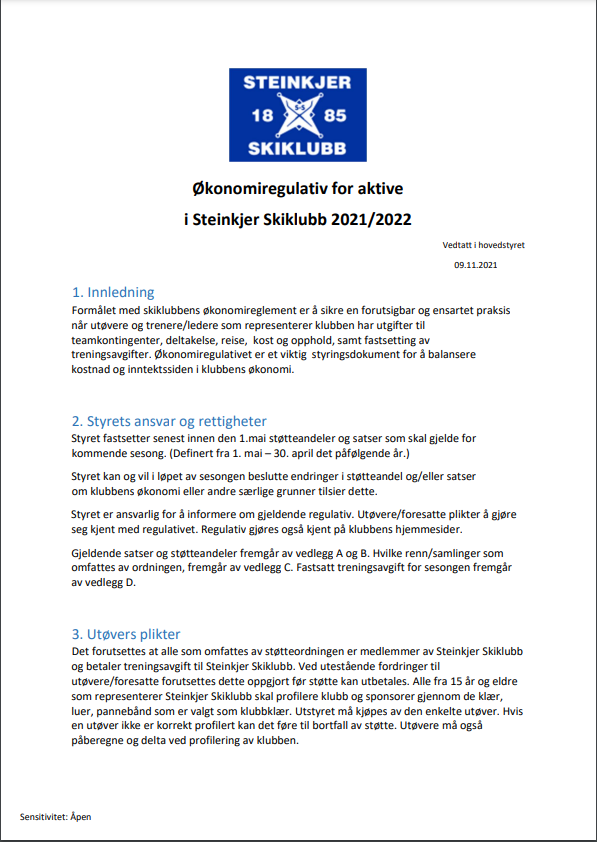 STEINKJER
18 S-S 85
SKIKLUBB
Økonomiregulativ for aktive
i Steinkjer Skiklubb 2021/2022
Vedtatt i hovedstyret
09.11.2021
1. Innledning
Formålet med skiklubbens økonomireglement er å sikre en forutsigbar og ensartet praksis
når utøvere og trenere/ledere som representerer klubben har utgifter til
teamkontingenter, deltakelse, reise, kost og opphold, samt fastsetting av
treningsavgifter. Økonomiregulativet er et viktig styringsdokument for å balansere
kostnad og inntektssiden i klubbens økonomi.
2. Styrets ansvar og rettigheter
Styret fastsetter senest innen den 1.mai støtteandeler og satser som skal gjelde for
kommende sesong. (Definert fra 1. mai – 30. april det påfølgende år.)
Styret kan og vil i løpet av sesongen beslutte endringer i støtteandel og/eller satser
om klubbens økonomi eller andre særlige grunner tilsier dette.
Styret er ansvarlig for å informere om gjeldende regulativ. Utøvere/foresatte plikter å gjøre
seg kjent med regulativet. Regulativ gjøres også kjent på klubbens hjemmesider.
Gjeldende satser og støtteandeler fremgår av vedlegg A og B. Hvilke renn/samlinger som
omfattes av ordningen, fremgår av vedlegg C. Fastsatt treningsavgift for sesongen fremgår
av vedlegg D.
3. Utøvers plikter
Det forutsettes at alle som omfattes av støtteordningen er medlemmer av Steinkjer Skiklubb
og betaler treningsavgift til Steinkjer Skiklubb. Ved utestående fordringer til
utøvere/foresatte forutsettes dette oppgjort før støtte kan utbetales. Alle fra 15 år og eldre
som representerer Steinkjer Skiklubb skal profilere klubb og sponsorer gjennom de klær,
luer, pannebånd som er valgt som klubbklær. Utstyret må kjøpes av den enkelte utøver. Hvis
en utøver ikke er korrekt profilert kan det føre til bortfall av støtte. Utøvere må også
påberegne og delta ved profilering av klubben.
Sensitivitet: Åpen